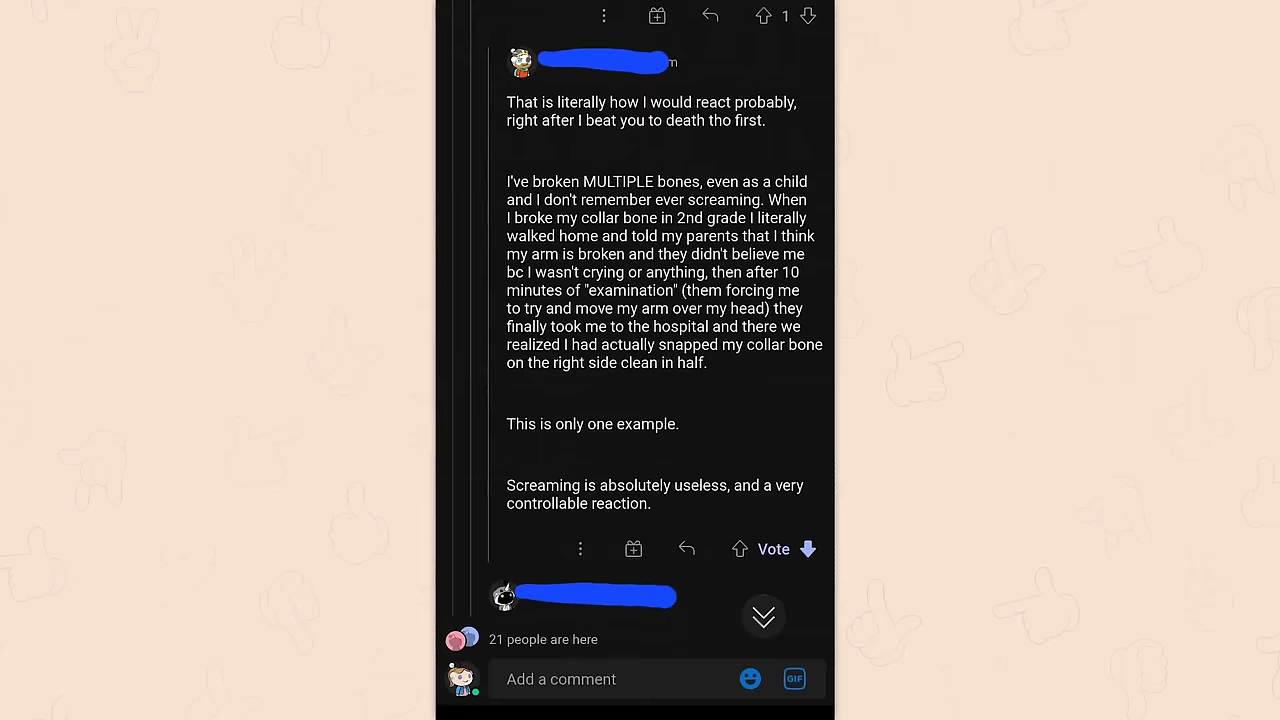 1
m
That is literally how I would react probably,
right after I beat you to death tho first.
I've broken MULTIPLE bones, even as a child
and I don't remember ever screaming. When
I broke my collar bone in 2nd grade I literally
walked home and told my parents that I think
my arm is broken and they didn't believe me
bc I wasn't crying or anything, then after 10
minutes of "examination" (them forcing me
to try and move my arm over my head) they
finally took me to the hospital and there we
realized I had actually snapped my collar bone
on the right side clean in half.
This is only one example.
Screaming is absolutely useless, and a very
controllable reaction.
Vote
21 people are here
Add a comment
GIF